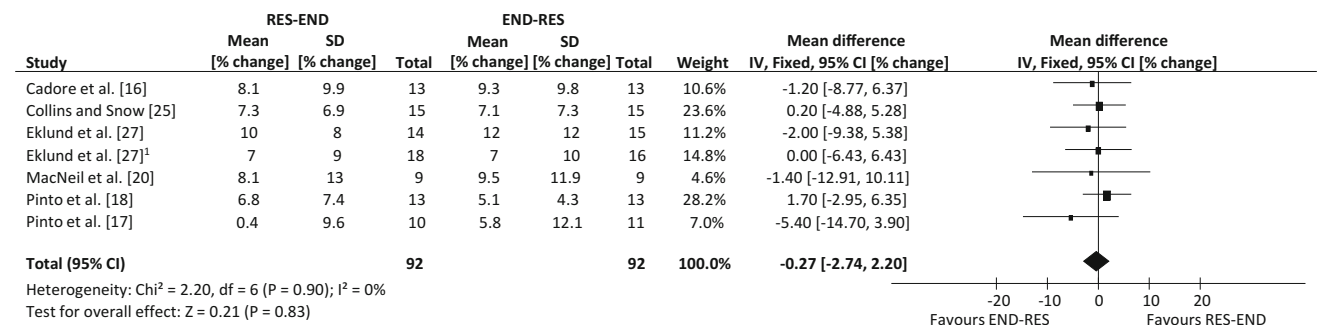 RES-END END-RES
Mean SD Mean SD Mean difference Mean difference
Study [% change] [% change] Total [% change] [% change] Total Weight IV, Fixed, 95% CI [% change] IV, Fixed, 95% CI [% change]
Cadore et al. [16] 8.1 9.9 13 9.3 9.8 13 10.6% -1.20 [-8.77, 6.37]
Collins and Snow [25] 7.3 6.9 15 7.1 7.3 15 23.6% 0.20 [-4.88, 5.28]
Eklund et al. [27] 10 8 14 12 12 15 11.2% -2.00 [-9.38, 5.38]
Eklund et al. [27]¹ 7 9 18 7 10 16 14.8% 0.00 [-6.43, 6.43]
MacNeil et al. [20] 8.1 13 9 9.5 11.9 9 4.6% -1.40 [-12.91, 10.11]
Pinto et al. [18] 6.8 7.4 13 5.1 4.3 13 28.2% 1.70 [-2.95, 6.35]
Pinto et al. [17] 0.4 9.6 10 5.8 12.1 11 7.0% -5.40 [-14.70, 3.90]
Total (95% CI) 92 92 100.0% -0.27 [-2.74, 2.20]
Heterogeneity: Chi² = 2.20, df = 6 (P = 0.90); I² = 0%
Test for overall effect: Z = 0.21 (P = 0.83)
-20 -10 0 10 20
Favours END-RES Favours RES-END